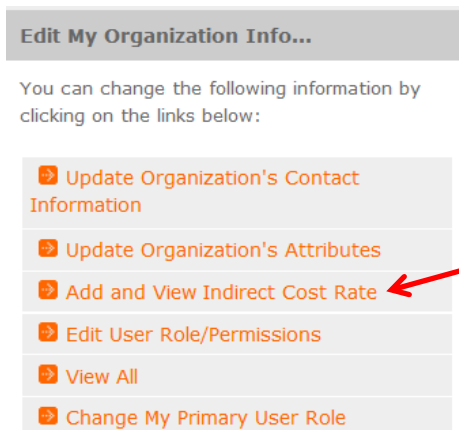 Edit My Organization Info...
You can change the following information by
clicking on the links below:
Update Organization's Contact
Information
Update Organization's Attributes
Add and View Indirect Cost Rate
Edit User Role/Permissions
View All
Change My Primary User Role